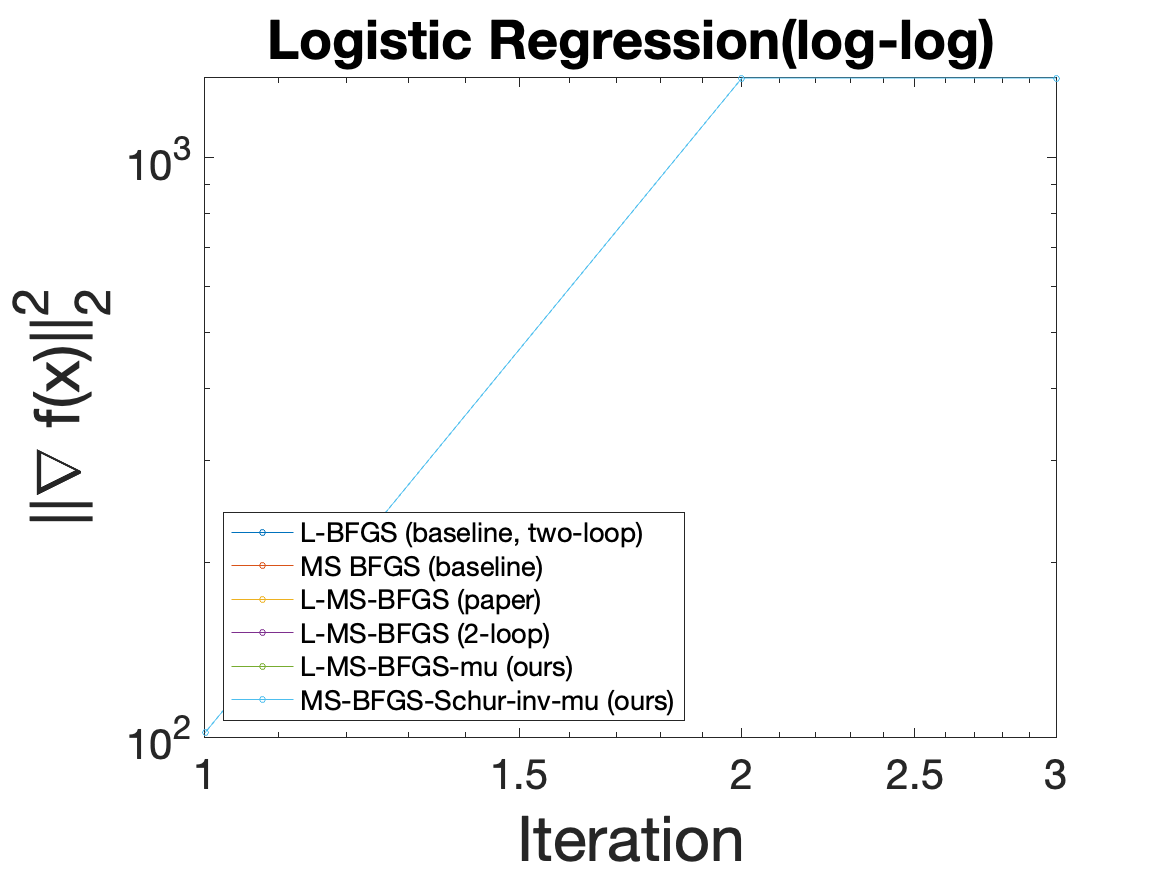 Logistic Regression(log-log)
10^3
10^2
||∇ f(x)||_2^2
L-BFGS (baseline, two-loop)
MS BFGS (baseline)
L-MS-BFGS (paper)
L-MS-BFGS (2-loop)
L-MS-BFGS-mu (ours)
MS-BFGS-Schur-inv-mu (ours)
1 1.5 2 2.5 3
Iteration